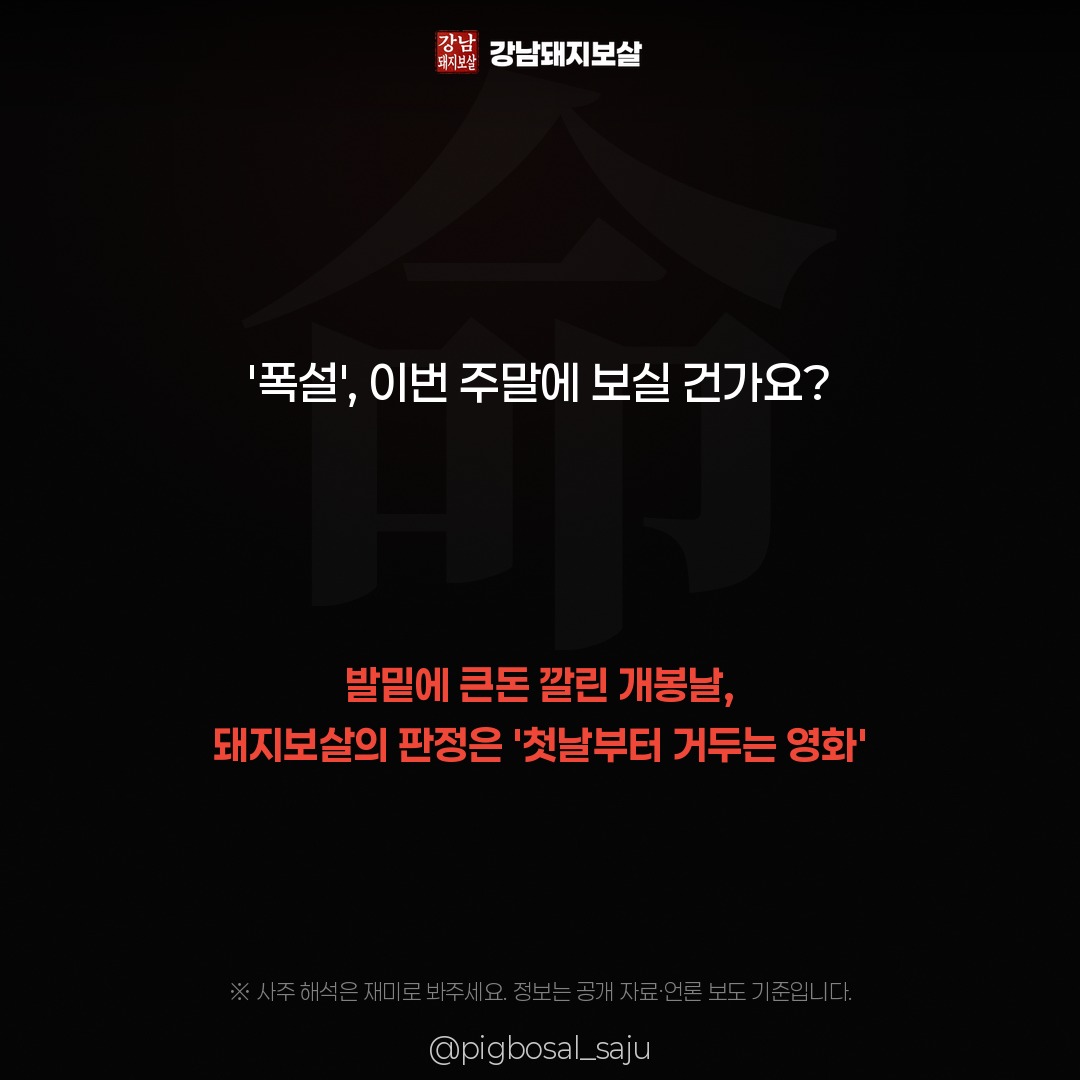 강남
돼지보살
강남돼지보살
命
'폭설', 이번 주말에 보실 건가요?
발밑에 큰돈 깔린 개봉날,
돼지보살의 판정은 '첫날부터 거두는 영화'
※ 사주 해석은 재미로 봐주세요. 정보는 공개 자료·언론 보도 기준입니다.
@pigbosal_saju